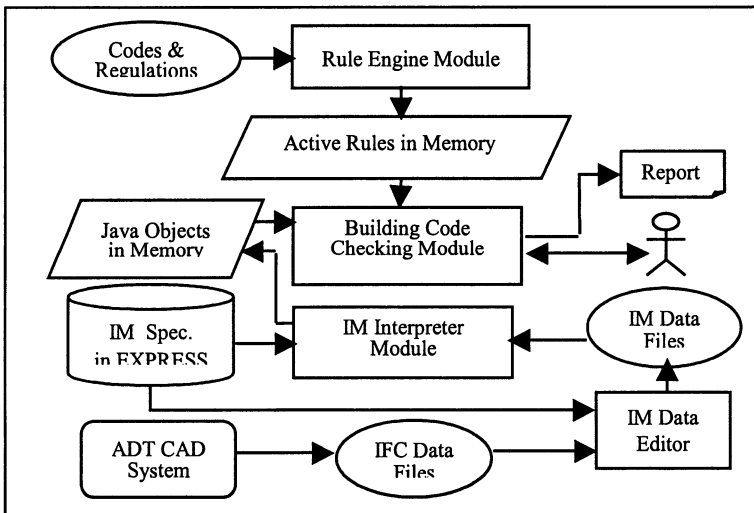 Codes &
Regulations
Rule Engine Module
Active Rules in Memory
Report
Java Objects
in Memory
Building Code
Checking Module
IM Spec.
in EXPRESS
IM Interpreter
Module
IM Data
Files
ADT CAD
System
IFC Data
Files
IM Data
Editor